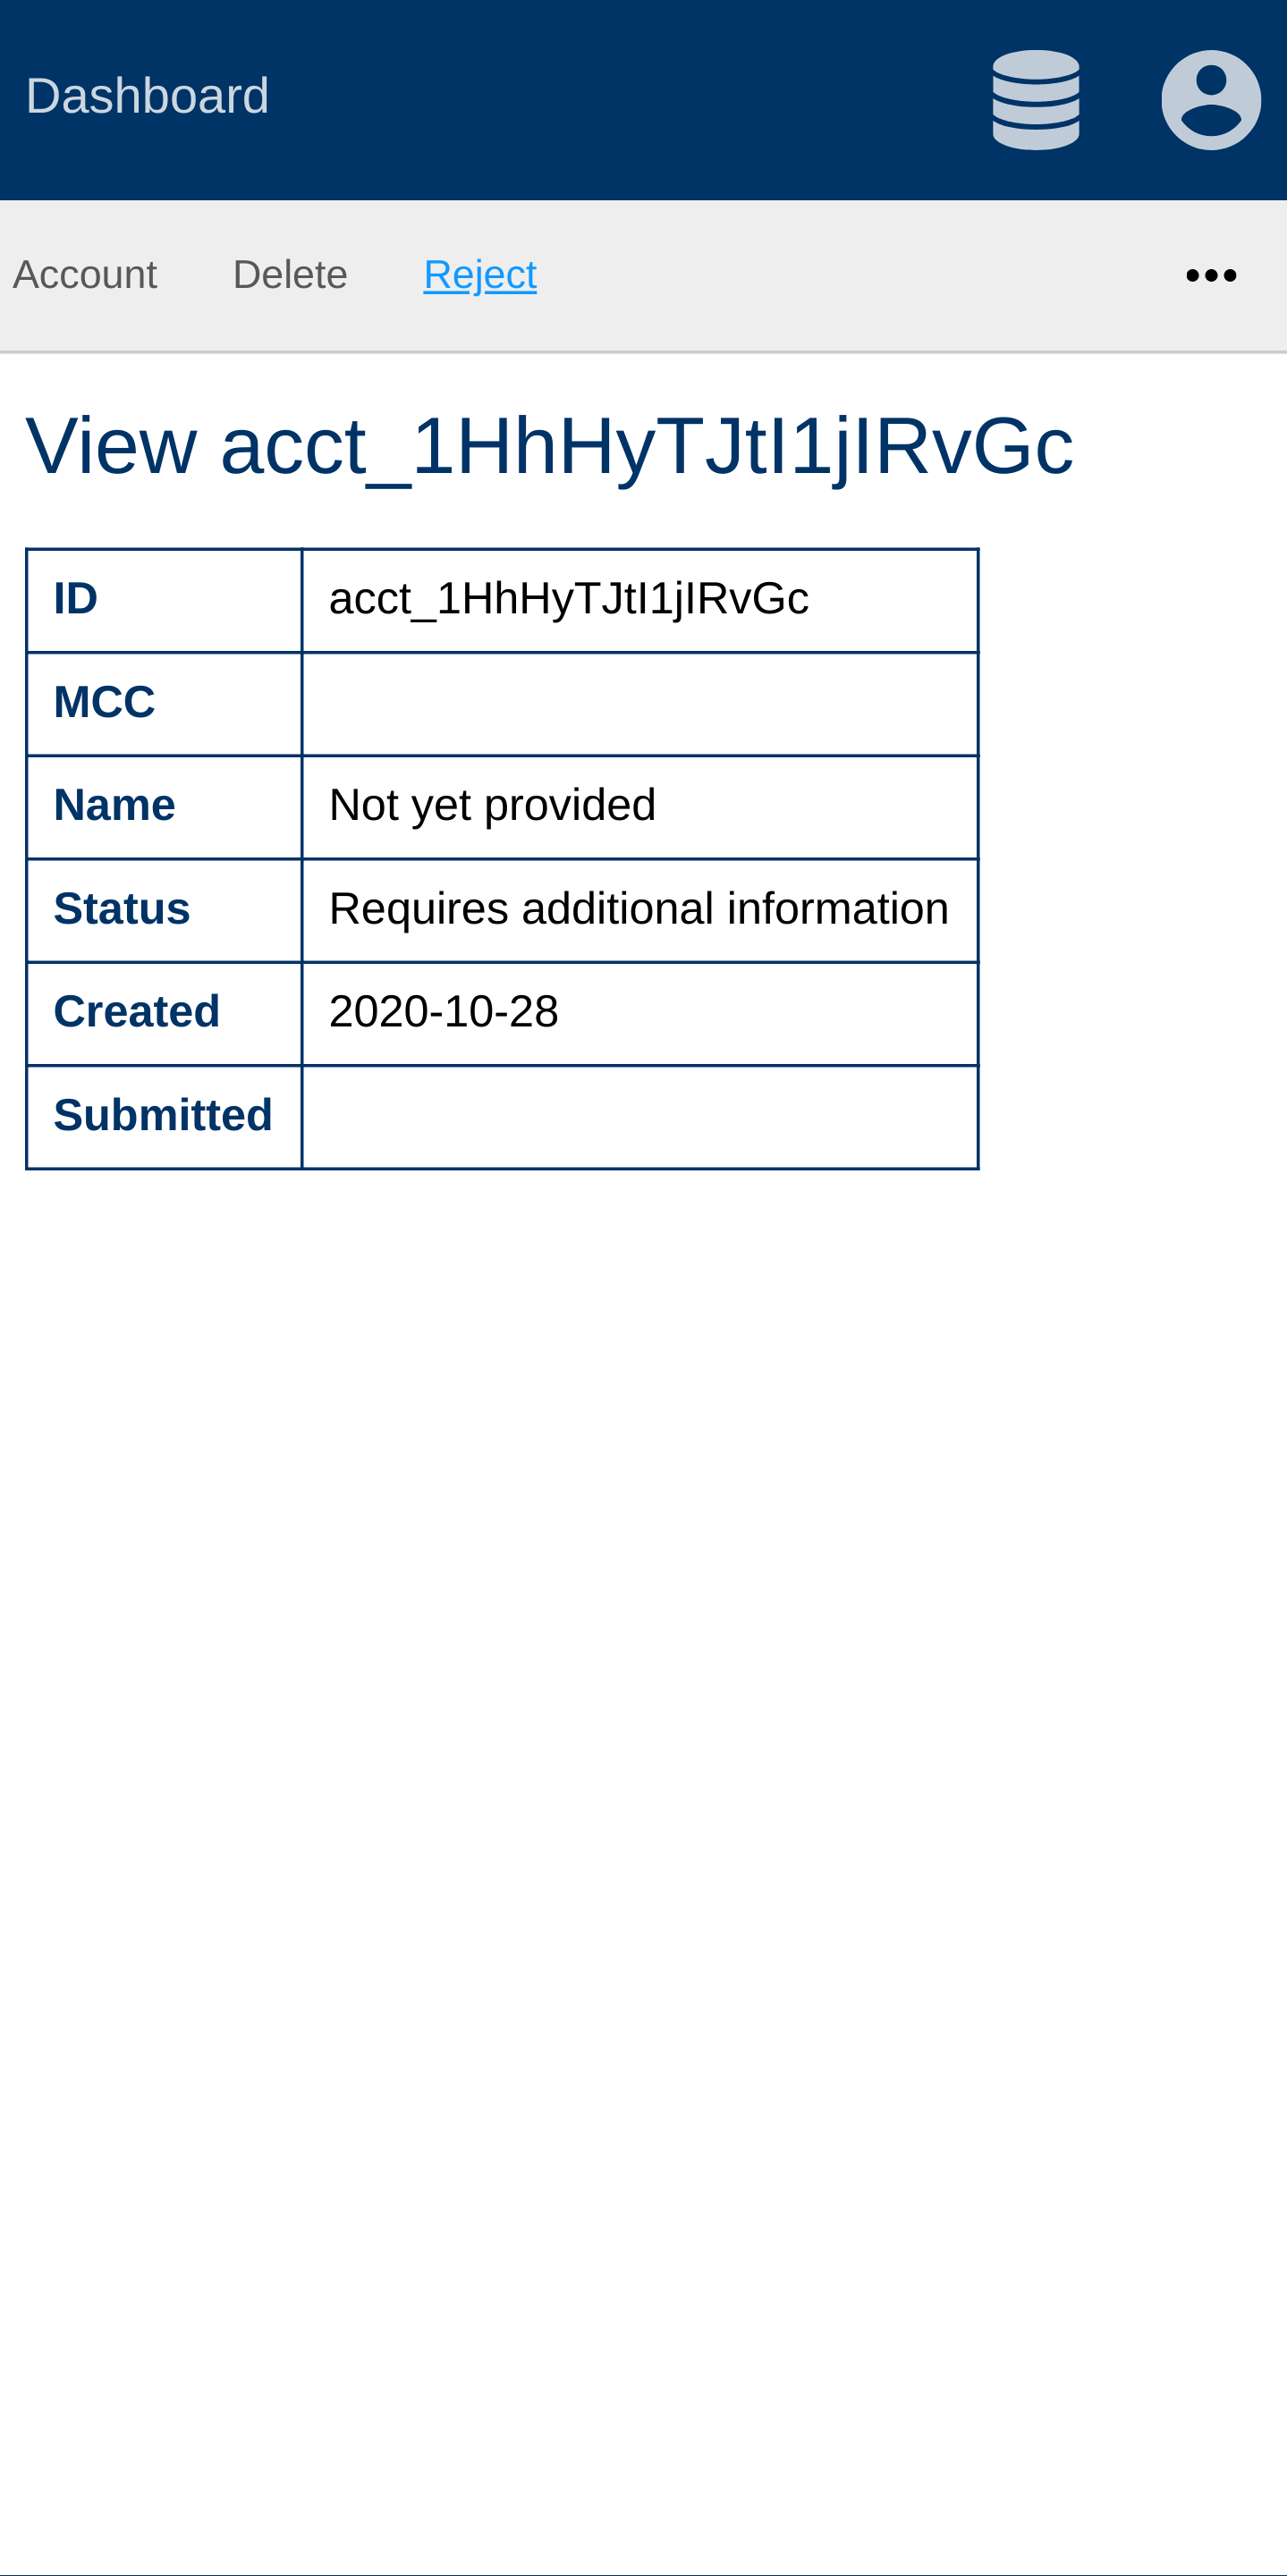 Dashboard
Account Delete Reject
View acct_1HhHyTJtI1jIRvGc
ID acct_1HhHyTJtI1jIRvGc
MCC
Name Not yet provided
Status Requires additional information
Created 2020-10-28
Submitted